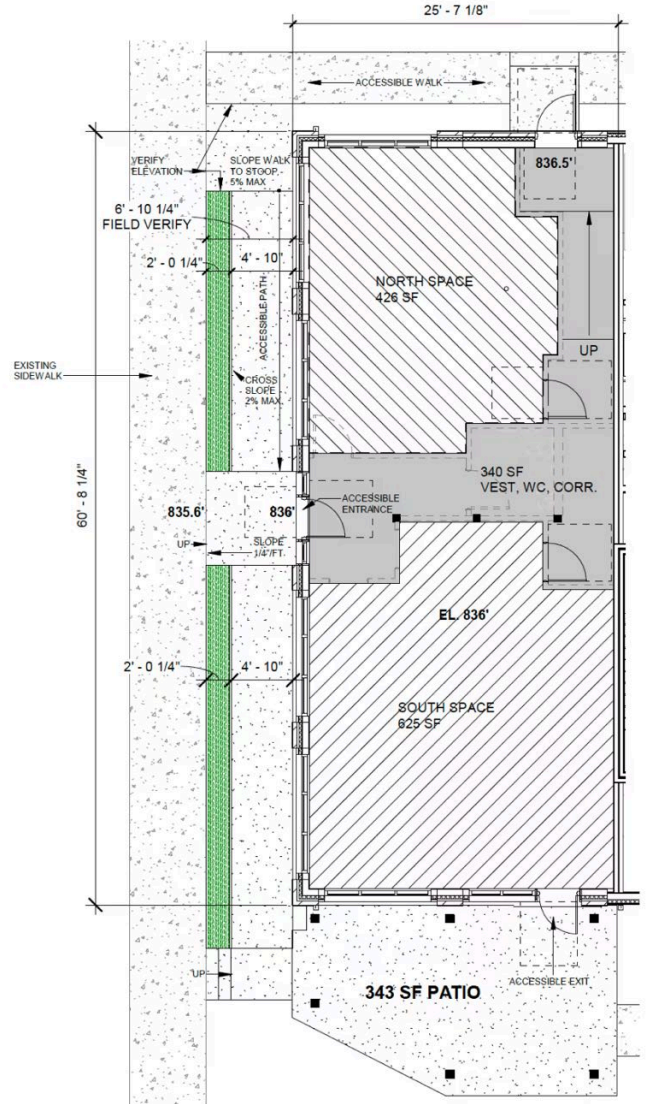 25' - 7 1/8"
ACCESSIBLE WALK
VERIFY
ELEVATION
SLOPE WALK
TO STOOP,
5% MAX
836.5'
6' - 10 1/4"
FIELD VERIFY
2' - 0 1/4"
4' - 10"
NORTH SPACE
426 SF
ACCESSIBLE PATH
UP
EXISTING
SIDEWALK
CROSS
SLOPE
2% MAX
60' - 8 1/4"
340 SF
VEST, WC, CORR.
835.6'
836'
ACCESSIBLE
ENTRANCE
UP
SLOPE
1/4"/FT.
EL. 836'
2' - 0 1/4"
4' - 10"
SOUTH SPACE
625 SF
UP
ACCESSIBLE EXIT
343 SF PATIO